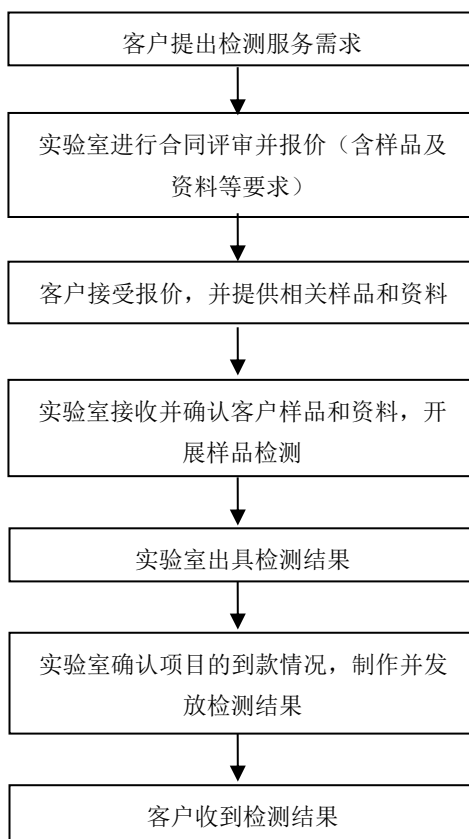 客户提出检测服务需求
实验室进行合同评审并报价（含样品及
资料等要求）
客户接受报价，并提供相关样品和资料
实验室接收并确认客户样品和资料，开
展样品检测
实验室出具检测结果
实验室确认项目的到款情况，制作并发
放检测结果
客户收到检测结果